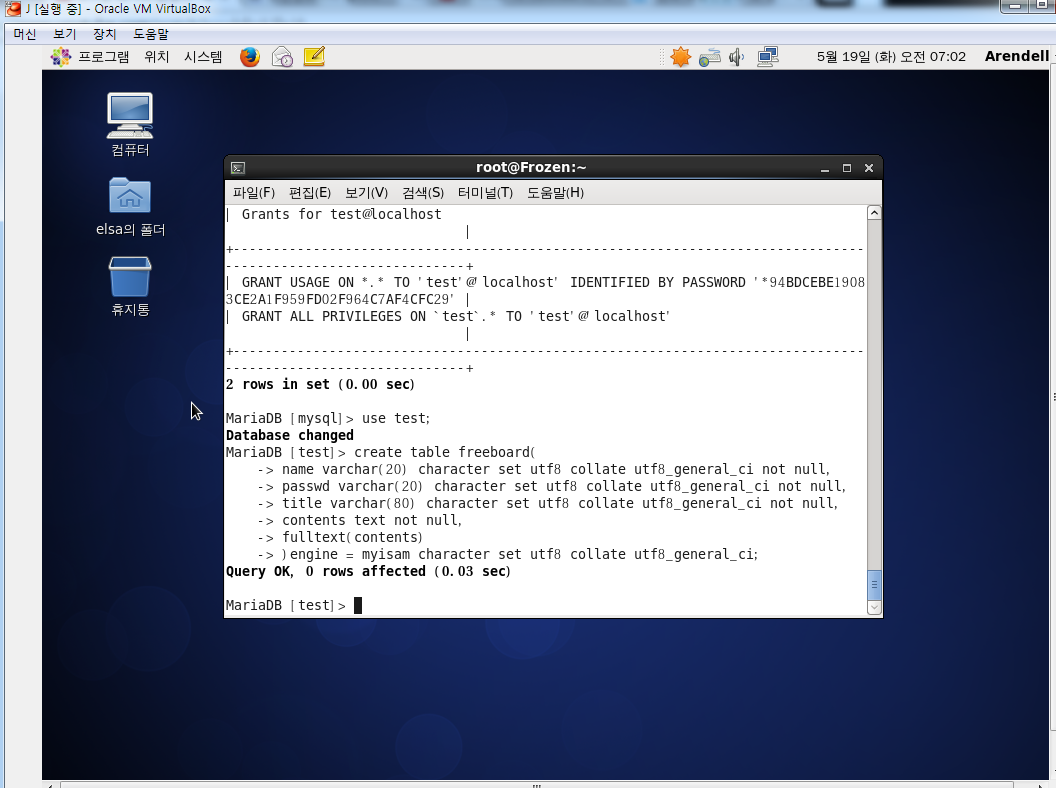 J [실행 중] - Oracle VM VirtualBox
머신 보기 장치 도움말
프로그램 위치 시스템 5월 19일 (화) 오전 07:02 Arendell
컴퓨터
elsa의 폴더
휴지통
root@Frozen:~
파일(F) 편집(E) 보기(V) 검색(S) 터미널(T) 도움말(H)
| Grants for test@localhost
|
+-------------------------------------------------------------------------------
------------------------------+
| GRANT USAGE ON *.* TO 'test'@'localhost' IDENTIFIED BY PASSWORD '*94BDCEBE1908
3CE2A1F959FD02F964C7AF4CFC29' |
| GRANT ALL PRIVILEGES ON `test`.* TO 'test'@'localhost'
|
+-------------------------------------------------------------------------------
------------------------------+
2 rows in set (0.00 sec)
MariaDB [mysql]> use test;
Database changed
MariaDB [test]> create table freeboard(
-> name varchar(20) character set utf8 collate utf8_general_ci not null,
-> passwd varchar(20) character set utf8 collate utf8_general_ci not null,
-> title varchar(80) character set utf8 collate utf8_general_ci not null,
-> contents text not null,
-> fulltext(contents)
-> )engine = myisam character set utf8 collate utf8_general_ci;
Query OK, 0 rows affected (0.03 sec)
MariaDB [test]>